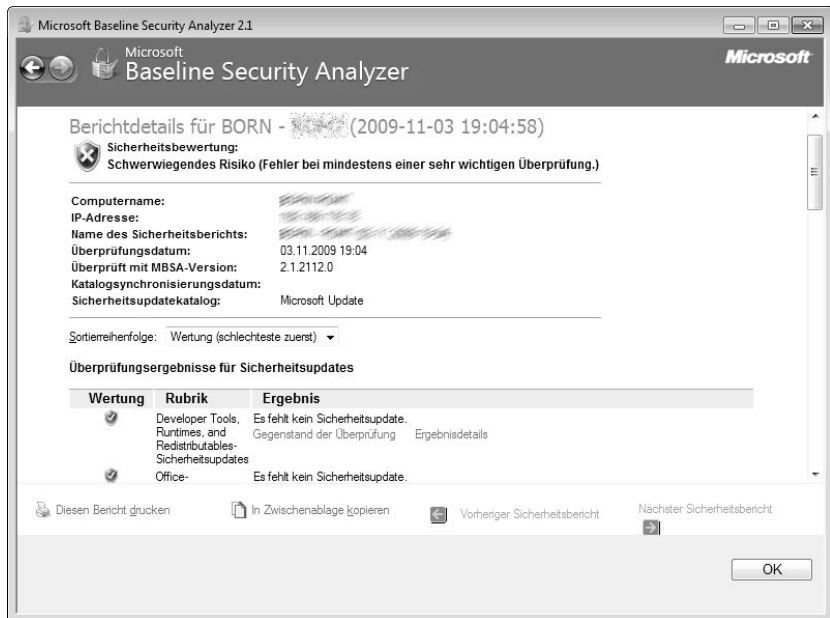 Microsoft Baseline Security Analyzer 2.1
Microsoft
Baseline Security Analyzer
Microsoft
Berichtdetails für BORN - (2009-11-03 19:04:58)
Sicherheitsbewertung:
Schwerwiegendes Risiko (Fehler bei mindestens einer sehr wichtigen Überprüfung.)
Computername:
IP-Adresse:
Name des Sicherheitsberichts:
Überprüfungsdatum: 03.11.2009 19:04
Überprüft mit MBSA-Version: 2.1.2112.0
Katalogsynchronisierungsdatum:
Sicherheitsupdatekatalog: Microsoft Update
Sortierreihenfolge: Wertung (schlechteste zuerst)
Überprüfungsergebnisse für Sicherheitsupdates
Wertung Rubrik Ergebnis
Developer Tools, Es fehlt kein Sicherheitsupdate.
Runtimes, and Gegenstand der Überprüfung Ergebnisdetails
Redistributables-
Sicherheitsupdates
Office- Es fehlt kein Sicherheitsupdate.
Diesen Bericht drucken In Zwischenablage kopieren Vorheriger Sicherheitsbericht Nächster Sicherheitsbericht
OK